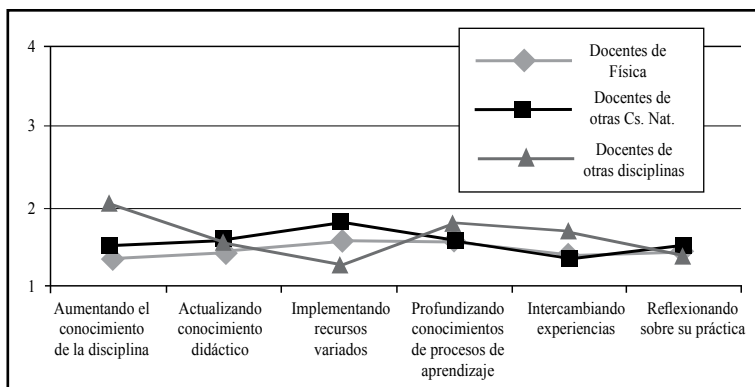 4
3
2
1
Docentes de
Física
Docentes de
otras Cs. Nat.
Docentes de
otras disciplinas
Aumentando el
conocimiento
de la disciplina
Actualizando
conocimiento
didáctico
Implementando
recursos
variados
Profundizando
conocimientos
de procesos de
aprendizaje
Intercambiando
experiencias
Reflexionando
sobre su práctica